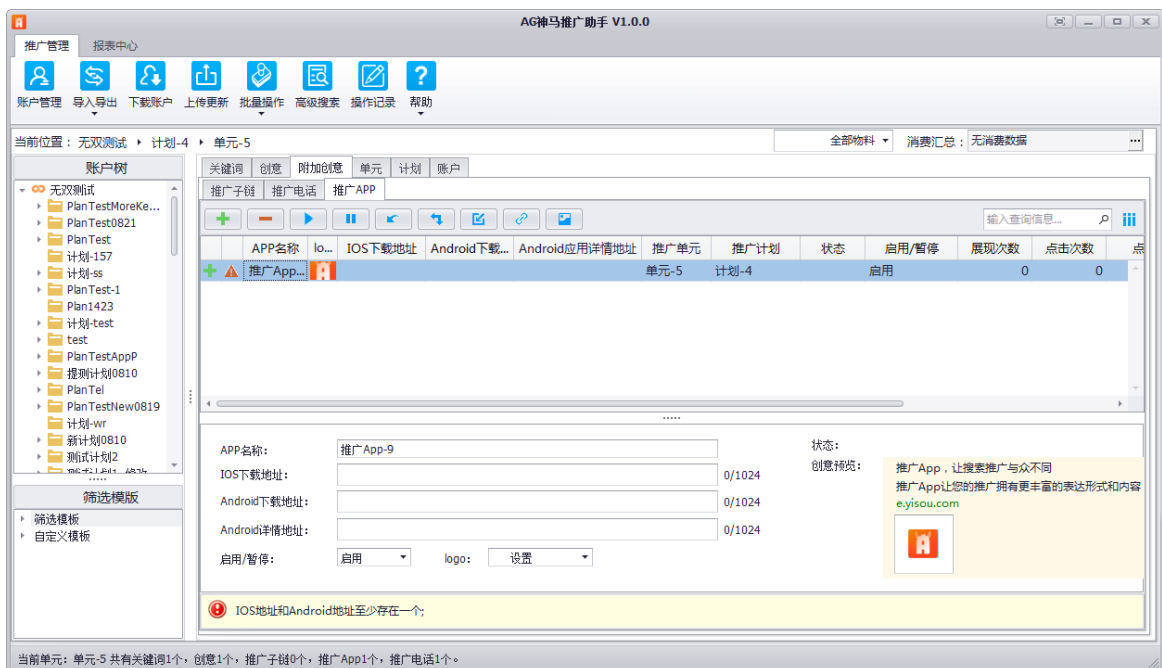 AG神马推广助手 V1.0.0
推广管理 报表中心
账户管理 导入导出 下载账户 上传更新 批量操作 高级搜索 操作记录 帮助
当前位置： 无双测试 计划-4 单元-5 全部物料 消费汇总： 无消费数据
账户树
无双测试
PlanTestMoreKe...
PlanTest0821
PlanTest
计划-157
计划-ss
PlanTest-1
Plan1423
计划-test
test
PlanTestAppP
提测计划0810
PlanTel
PlanTestNew0819
计划-wr
新计划0810
测试计划2
筛选模版
筛选模板
自定义模板
关键词 创意 附加创意 单元 计划 账户
推广子链 推广电话 推广APP
输入查询信息...
APP名称 lo... IOS下载地址 Android下载... Android应用详情地址 推广单元 推广计划 状态 启用/暂停 展现次数 点击次数 点
推广App... 单元-5 计划-4 启用 0 0
APP名称： 推广App-9 状态：
IOS下载地址： 0/1024 创意预览：
Android下载地址： 0/1024
Android详情地址： 0/1024
启用/暂停： 启用 logo： 设置
推广App，让搜索推广与众不同
推广App让您的推广拥有更丰富的表达形式和内容
e.yisou.com
IOS地址和Android地址至少存在一个;
当前单元：单元-5 共有关键词1个，创意1个，推广子链0个，推广App1个，推广电话1个。